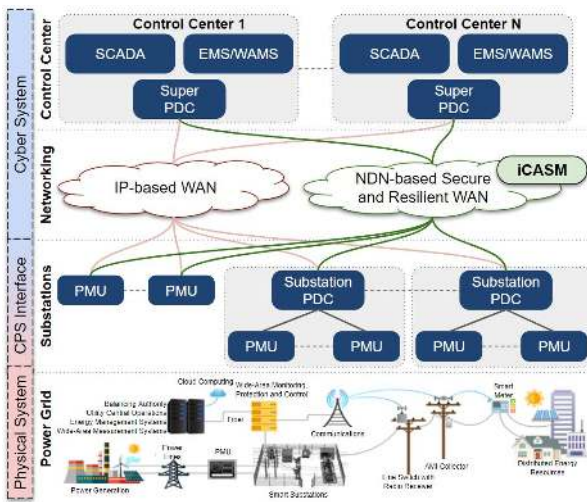 Control Center 1
Control Center N
SCADA
EMS/WAMS
SCADA
EMS/WAMS
Super
PDC
Super
PDC
Control Center
Cyber System
Networking
IP-based WAN
NDN-based Secure
and Resilient WAN
iCASM
CPS Interface
Substations
PMU
PMU
Substation
PDC
Substation
PDC
PMU
PMU
PMU
PMU
Physical System
Power Grid
Cloud Computing
Wide-Area Monitoring,
Protection and Control
Balancing Authority
Utility Central Operations
Energy Management Systems
Wide-Area Measurement Systems
Fiber
Communications
Smart
Meter
Power
Lines
PMU
Power Generation
Smart Substations
Line Switch with
Radio Receiver
AMI Collector
Distributed Energy
Resources